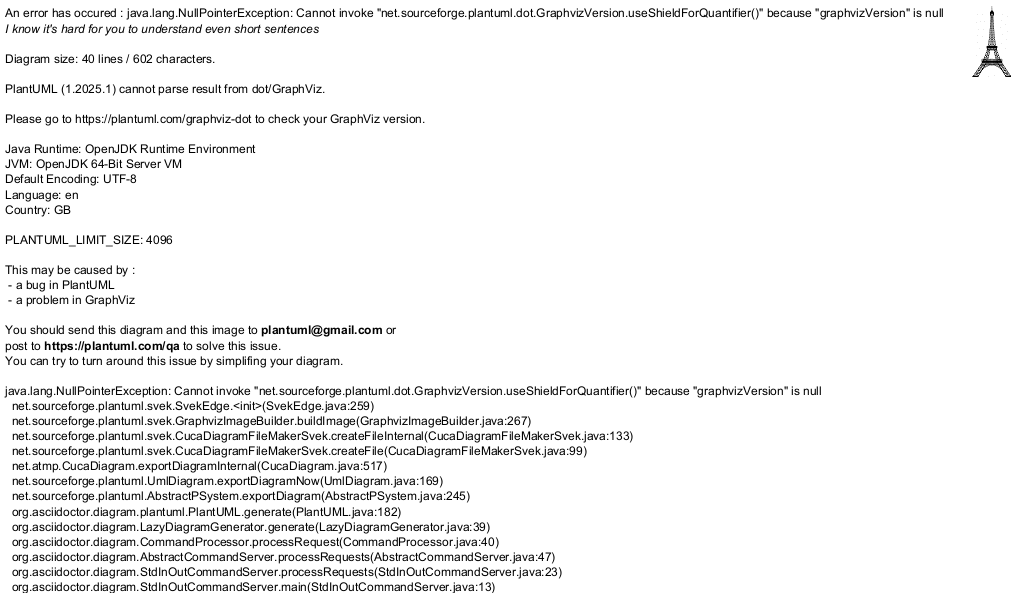 An error has occured : java.lang.NullPointerException: Cannot invoke "net.sourceforge.plantuml.dot.GraphvizVersion.useShieldForQuantifier()" because "graphvizVersion" is null
I know it's hard for you to understand even short sentences
Diagram size: 40 lines / 602 characters.
PlantUML (1.2025.1) cannot parse result from dot/GraphViz.
Please go to https://plantuml.com/graphviz-dot to check your GraphViz version.
Java Runtime: OpenJDK Runtime Environment
JVM: OpenJDK 64-Bit Server VM
Default Encoding: UTF-8
Language: en
Country: GB
PLANTUML_LIMIT_SIZE: 4096
This may be caused by :
- a bug in PlantUML
- a problem in GraphViz
You should send this diagram and this image to plantuml@gmail.com or
post to https://plantuml.com/qa to solve this issue.
You can try to turn around this issue by simplifing your diagram.
java.lang.NullPointerException: Cannot invoke "net.sourceforge.plantuml.dot.GraphvizVersion.useShieldForQuantifier()" because "graphvizVersion" is null
net.sourceforge.plantuml.svek.SvekEdge.<init>(SvekEdge.java:259)
net.sourceforge.plantuml.svek.GraphvizImageBuilder.buildImage(GraphvizImageBuilder.java:267)
net.sourceforge.plantuml.svek.CucaDiagramFileMakerSvek.createFileInternal(CucaDiagramFileMakerSvek.java:133)
net.sourceforge.plantuml.svek.CucaDiagramFileMakerSvek.createFile(CucaDiagramFileMakerSvek.java:99)
net.atmp.CucaDiagram.exportDiagramInternal(CucaDiagram.java:517)
net.sourceforge.plantuml.UmlDiagram.exportDiagramNow(UmlDiagram.java:169)
net.sourceforge.plantuml.AbstractPSystem.exportDiagram(AbstractPSystem.java:245)
org.asciidoctor.diagram.plantuml.PlantUML.generate(PlantUML.java:182)
org.asciidoctor.diagram.LazyDiagramGenerator.generate(LazyDiagramGenerator.java:39)
org.asciidoctor.diagram.CommandProcessor.processRequest(CommandProcessor.java:40)
org.asciidoctor.diagram.AbstractCommandServer.processRequests(AbstractCommandServer.java:47)
org.asciidoctor.diagram.StdInOutCommandServer.processRequests(StdInOutCommandServer.java:23)
org.asciidoctor.diagram.StdInOutCommandServer.main(StdInOutCommandServer.java:13)